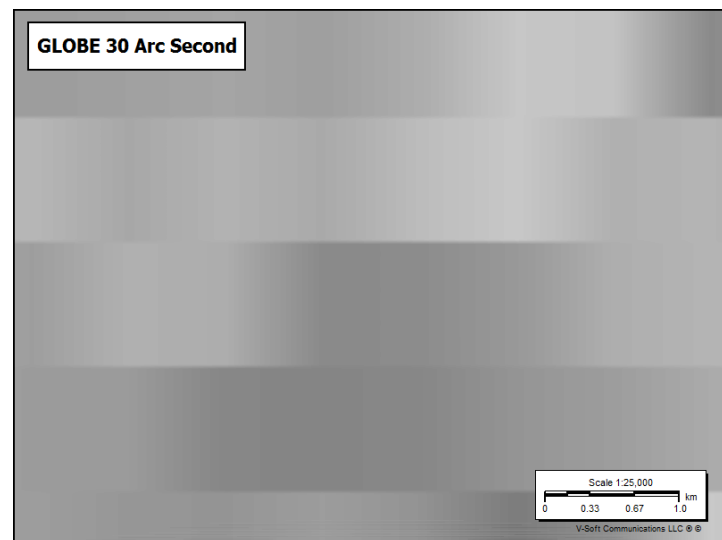 GLOBE 30 Arc Second
Scale 1:25,000
km
0 0.33 0.67 1.0
V-Soft Communications LLC ® ©